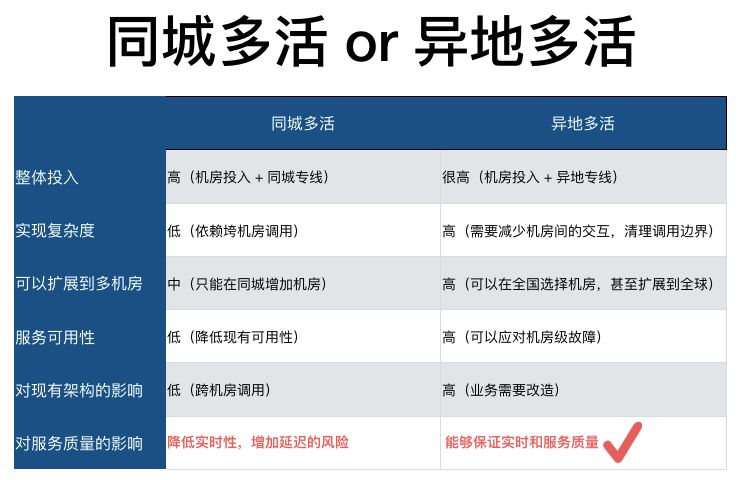 同城多活 or 异地多活
同城多活 异地多活
整体投入 高（机房投入 + 同城专线） 很高（机房投入 + 异地专线）
实现复杂度 低（依赖垮机房调用） 高（需要减少机房间的交互，清理调用边界）
可以扩展到多机房 中（只能在同城增加机房） 高（可以在全国选择机房，甚至扩展到全球）
服务可用性 低（降低现有可用性） 高（可以应对机房级故障）
对现有架构的影响 低（跨机房调用） 高（业务需要改造）
对服务质量的影响 降低实时性，增加延迟的风险 能够保证实时和服务质量